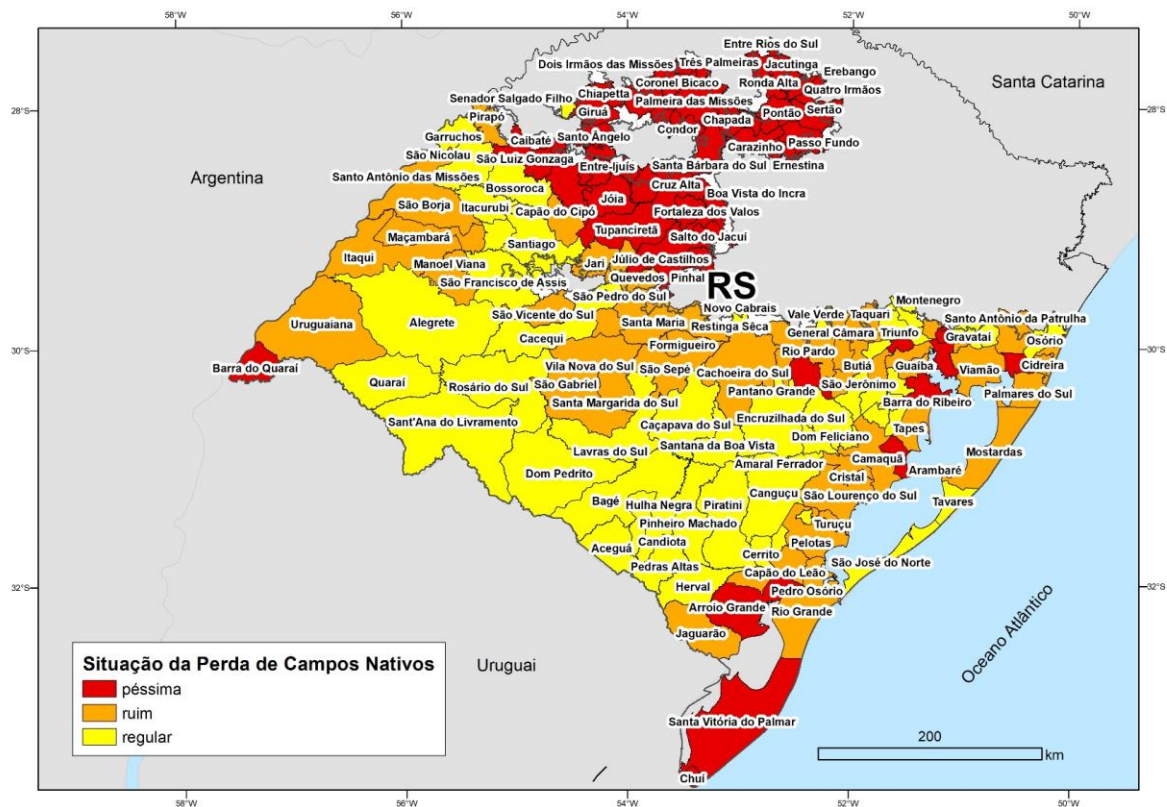 58°W 56°W 54°W 52°W 50°W
Entre Rios do Sul
Dois Irmãos das Missões Três Palmeiras Jacutinga
Erebango
Santa Catarina
Coronel Bicaco Ronda Alta
28°S
Senador Salgado Filho Chiapetta Palmeira das Missões Quatro Irmãos
28°S
Pirapó Giruá Chapada Pontão Sertão
Garruchos Caibaté Santo Ângelo Condor Carazinho Passo Fundo
São Nicolau São Luiz Gonzaga Entre-Ijuís Santa Bárbara do Sul Ernestina
Argentina
Santo Antônio das Missões Bossoroca Cruz Alta Boa Vista do Incra
São Borja Itacurubi Capão do Cipó Jóia Fortaleza dos Valos
Maçambará Santiago Tupanciretã Salto do Jacuí
Itaqui Manoel Viana Jari Júlio de Castilhos
São Francisco de Assis Quevedos Pinhal
RS
São Pedro do Sul Novo Cabrais Montenegro
Uruguaiana Alegrete São Vicente do Sul Santa Maria Restinga Sêca Vale Verde Taquari Santo Antônio da Patrulha
Cacequi Formigueiro General Câmara Triunfo Gravataí Osório
30°S
30°S
Barra do Quaraí Vila Nova do Sul Cachoeira do Sul Rio Pardo Butiá Guaíba Viamão Cidreira
Quaraí Rosário do Sul São Gabriel São Sepé Pantano Grande São Jerônimo
Santa Margarida do Sul Barra do Ribeiro Palmares do Sul
Sant'Ana do Livramento Caçapava do Sul Encruzilhada do Sul Tapes
Lavras do Sul Santana da Boa Vista Dom Feliciano Mostardas
Dom Pedrito Amaral Ferrador Camaquã Arambaré
Cristal
Bagé Hulha Negra Piratini Canguçu São Lourenço do Sul Tavares
Pinheiro Machado Turuçu
Aceguá Candiota Cerrito Pelotas
Pedras Altas São José do Norte
Capão do Leão
32°S
32°S
Herval Pedro Osório
Arroio Grande Rio Grande
Jaguarão
Oceano Atlântico
Uruguai
Situação da Perda de Campos Nativos
péssima
ruim
regular
Santa Vitória do Palmar
200
km
Chuí
58°W 56°W 54°W 52°W 50°W